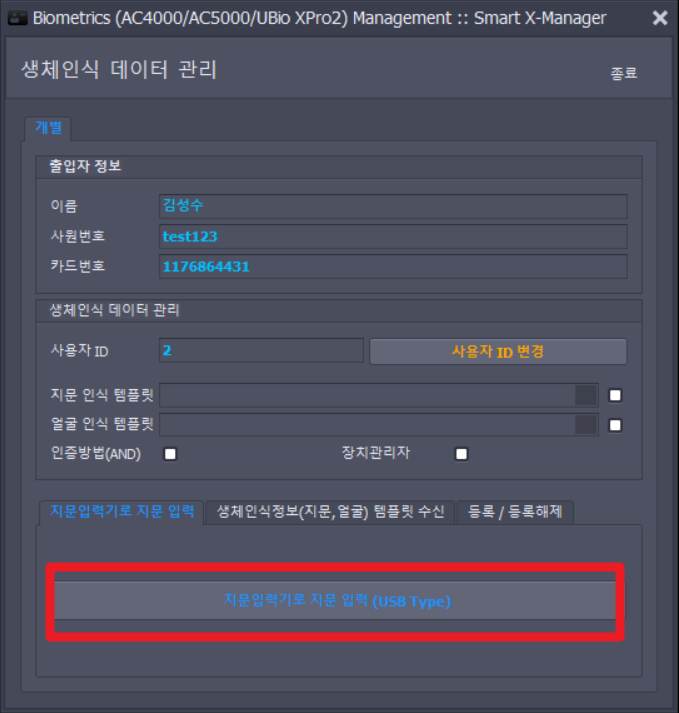 Biometrics (AC4000/AC5000/UBio XPro2) Management :: Smart X-Manager
생체인식 데이터 관리
종료
개별
출입자 정보
이름 김성수
사원번호 test123
카드번호 1176864431
생체인식 데이터 관리
사용자 ID 2 사용자 ID 변경
지문 인식 템플릿
얼굴 인식 템플릿
인증방법(AND) 장치관리자
지문입력기로 지문 입력 생체인식정보(지문,얼굴) 템플릿 수신 등록 / 등록해제
지문입력기로 지문 입력 (USB Type)